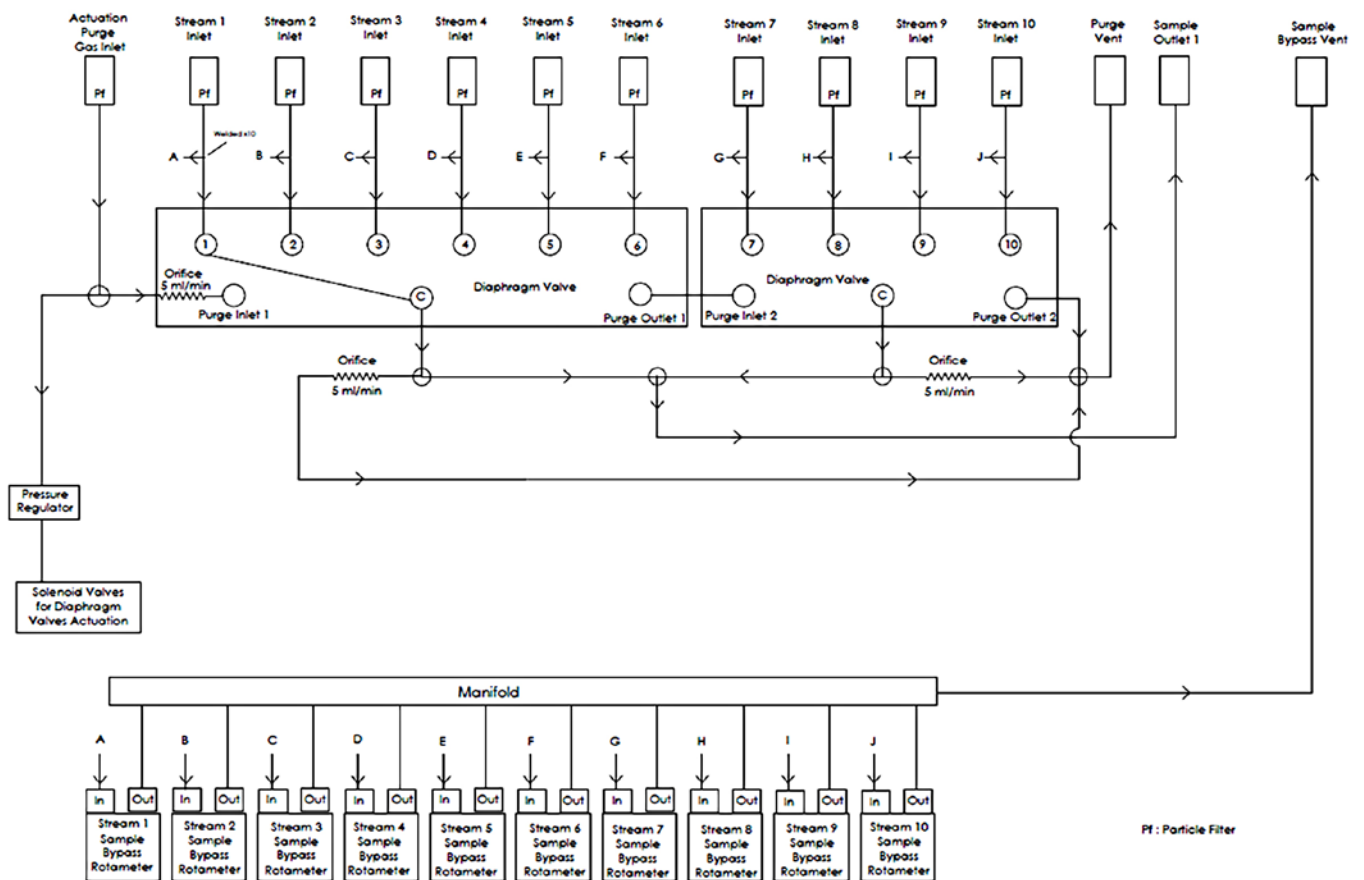 Actuation
Purge
Gas Inlet
Stream 1
Inlet
Stream 2
Inlet
Stream 3
Inlet
Stream 4
Inlet
Stream 5
Inlet
Stream 6
Inlet
Stream 7
Inlet
Stream 8
Inlet
Stream 9
Inlet
Stream 10
Inlet
Purge
Vent
Sample
Outlet 1
Sample
Bypass Vent
Pf
Pf
Pf
Pf
Pf
Pf
Pf
Pf
Pf
Pf
Pf
Welded x10
A
B
C
D
E
F
G
H
I
J
1
2
3
4
5
6
7
8
9
10
Orifice
5 ml/min
Purge Inlet 1
C
Diaphragm Valve
Purge Outlet 1
Purge Inlet 2
Diaphragm Valve
C
Purge Outlet 2
Orifice
5 ml/min
Orifice
5 ml/min
Pressure
Regulator
Solenoid Valves
for Diaphragm
Valves Actuation
Manifold
A
B
C
D
E
F
G
H
I
J
In
Out
In
Out
In
Out
In
Out
In
Out
In
Out
In
Out
In
Out
In
Out
In
Out
Stream 1
Sample
Bypass
Rotameter
Stream 2
Sample
Bypass
Rotameter
Stream 3
Sample
Bypass
Rotameter
Stream 4
Sample
Bypass
Rotameter
Stream 5
Sample
Bypass
Rotameter
Stream 6
Sample
Bypass
Rotameter
Stream 7
Sample
Bypass
Rotameter
Stream 8
Sample
Bypass
Rotameter
Stream 9
Sample
Bypass
Rotameter
Stream 10
Sample
Bypass
Rotameter
Pf : Particle Filter